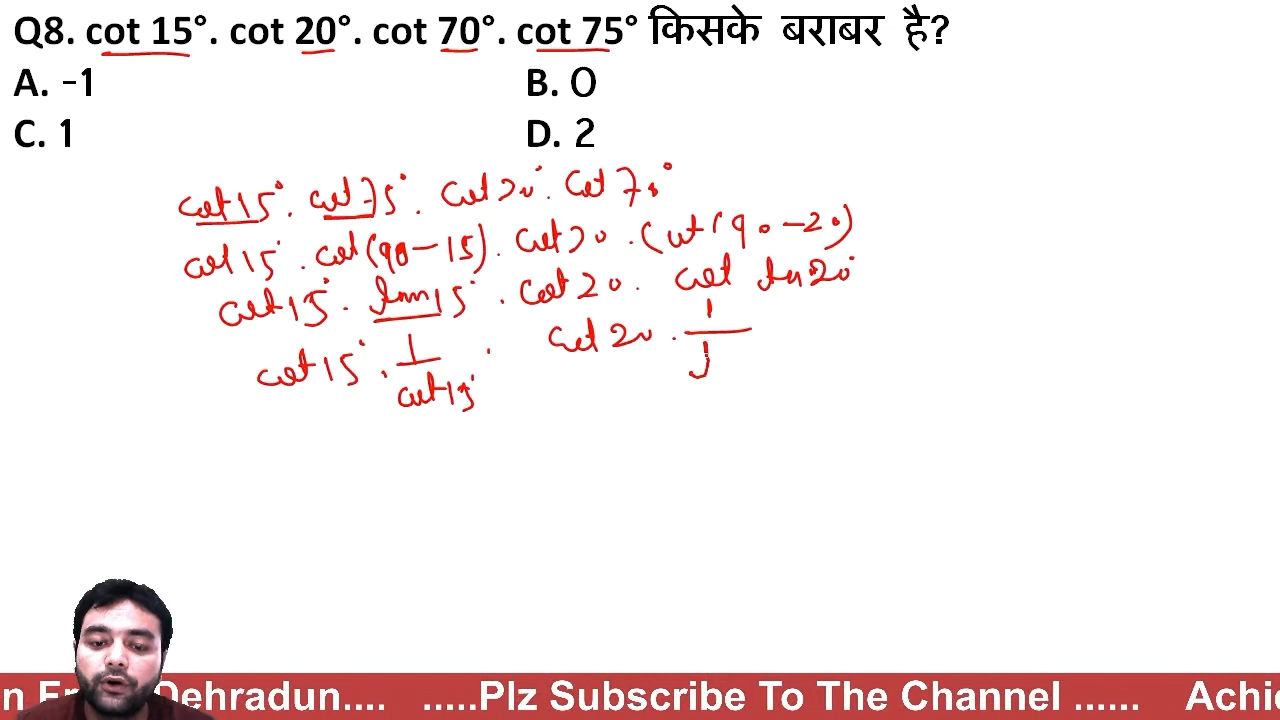 Q8. cot 15°. cot 20°. cot 70°. cot 75° किसके बराबर है?
A. -1
B. 0
C. 1
D. 2
cot 15°. cot 75°. cot 20°. cot 70°
cot 15°. cot(90-15). cot 20. cot(90-20)
cot 15°. tan 15°. cot 20. cot tan 20°
cot 15°. 1/cot 15°. cot 20. 1/
n Er Dehradun.... .....Plz Subscribe To The Channel ...... Achie